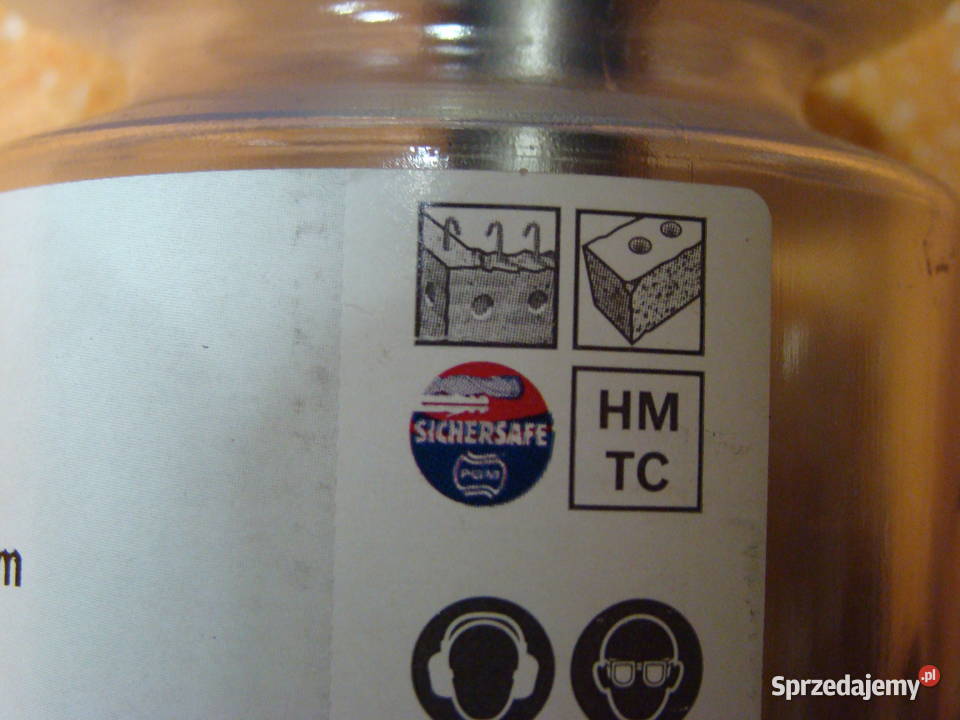 SICHERSAFE
PGM
HM
TC
m
Sprzedajemy.pl